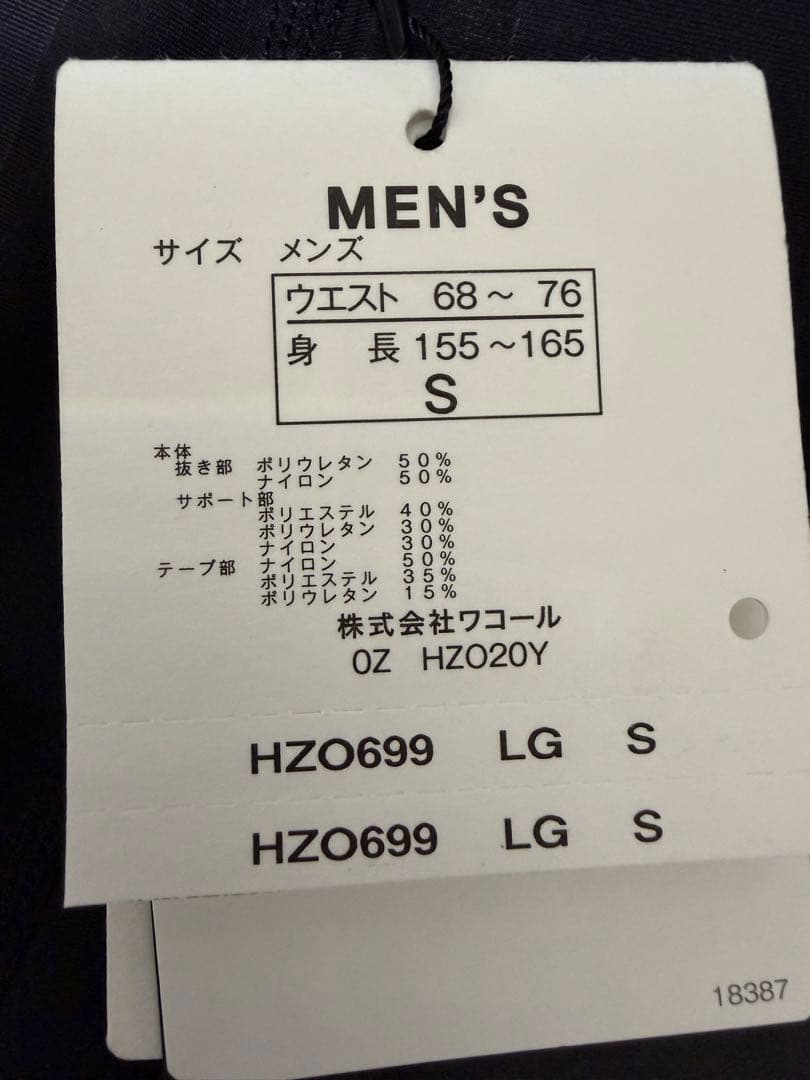 MEN'S
サイズ メンズ
ウエスト 68～ 76
身 長 155～165
S
本体
抜き部 ポリウレタン 50%
ナイロン 50%
サポート部
ポリエステル 40%
ポリウレタン 30%
ナイロン 30%
テープ部 ナイロン 50%
ポリエステル 35%
ポリウレタン 15%
株式会社ワコール
0Z HZO20Y
HZO699 LG S
HZO699 LG S
18387